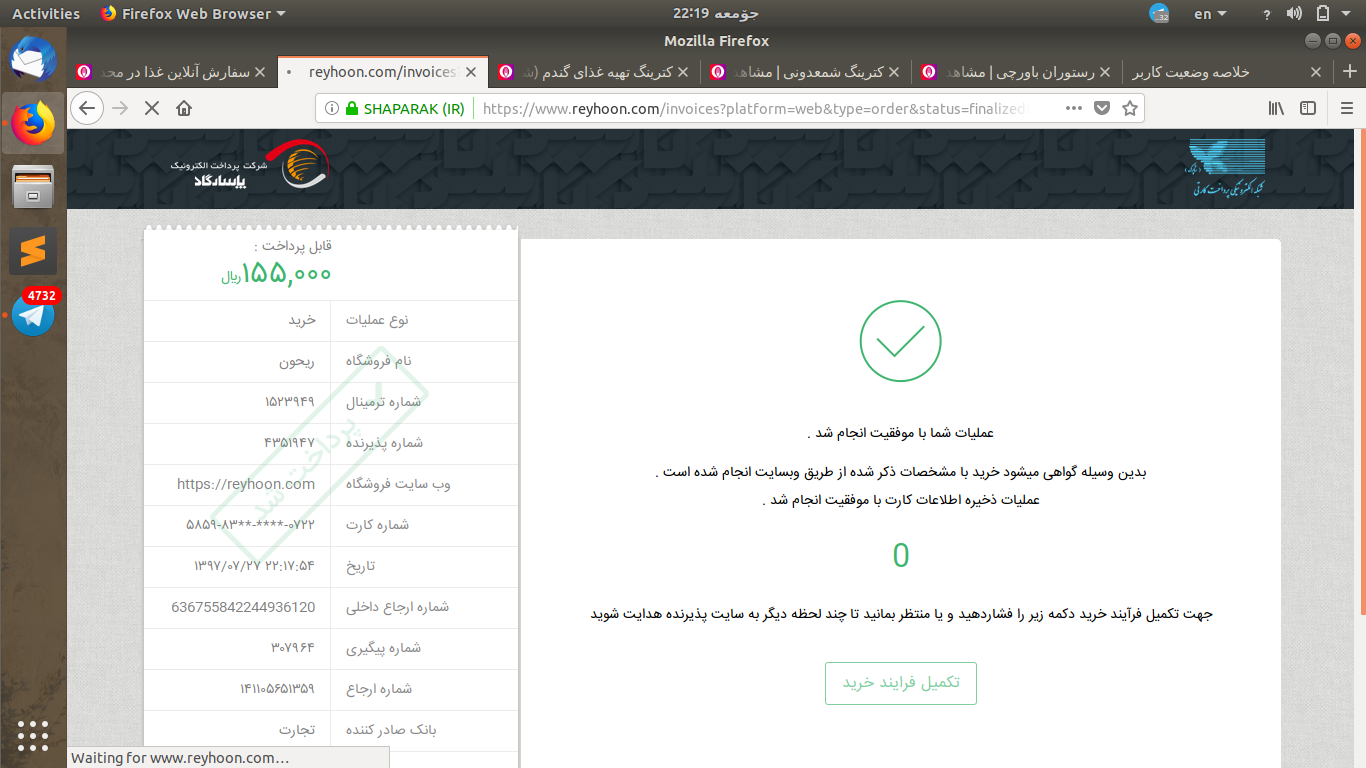 Activities
Firefox Web Browser
جۆمعه 22:19
32
en
?
Mozilla Firefox
سفارش آنلاین غذا در محد
reyhoon.com/invoices
کترینگ تهیه غذای گندم (ش
کترینگ شمعدونی | مشاهد
رستوران باورچی | مشاهد
خلاصه وضعیت کاربر
SHAPARAK (IR)
https://www.reyhoon.com/invoices?platform=web&type=order&status=finalized
4732
شرکت پرداخت الکترونیک
پاسارگاد
(شاپرک)
شبکه الکترونیکی پرداخت کارتی
قابل پرداخت :
۱۵۵,۰۰۰ریال
نوع عملیات خرید
نام فروشگاه ریحون
شماره ترمینال ۱۵۲۳۹۴۹
شماره پذیرنده ۴۳۵۱۹۴۷
وب سایت فروشگاه https://reyhoon.com
شماره کارت ۵۸۵۹-۸۳**-****-۰۷۲۲
تاریخ ۱۳۹۷/۰۷/۲۷ ۲۲:۱۷:۵۴
شماره ارجاع داخلی 636755842244936120
شماره پیگیری ۳۰۷۹۶۴
شماره ارجاع ۱۴۱۱۰۵۶۵۱۳۵۹
بانک صادر کننده تجارت
پرداخت شد
عملیات شما با موفقیت انجام شد .
بدین وسیله گواهی میشود خرید با مشخصات ذکر شده از طریق وبسایت انجام شده است .
عملیات ذخیره اطلاعات کارت با موفقیت انجام شد .
0
جهت تکمیل فرآیند خرید دکمه زیر را فشاردهید و یا منتظر بمانید تا چند لحظه دیگر به سایت پذیرنده هدایت شوید
تکمیل فرایند خرید
Waiting for www.reyhoon.com…